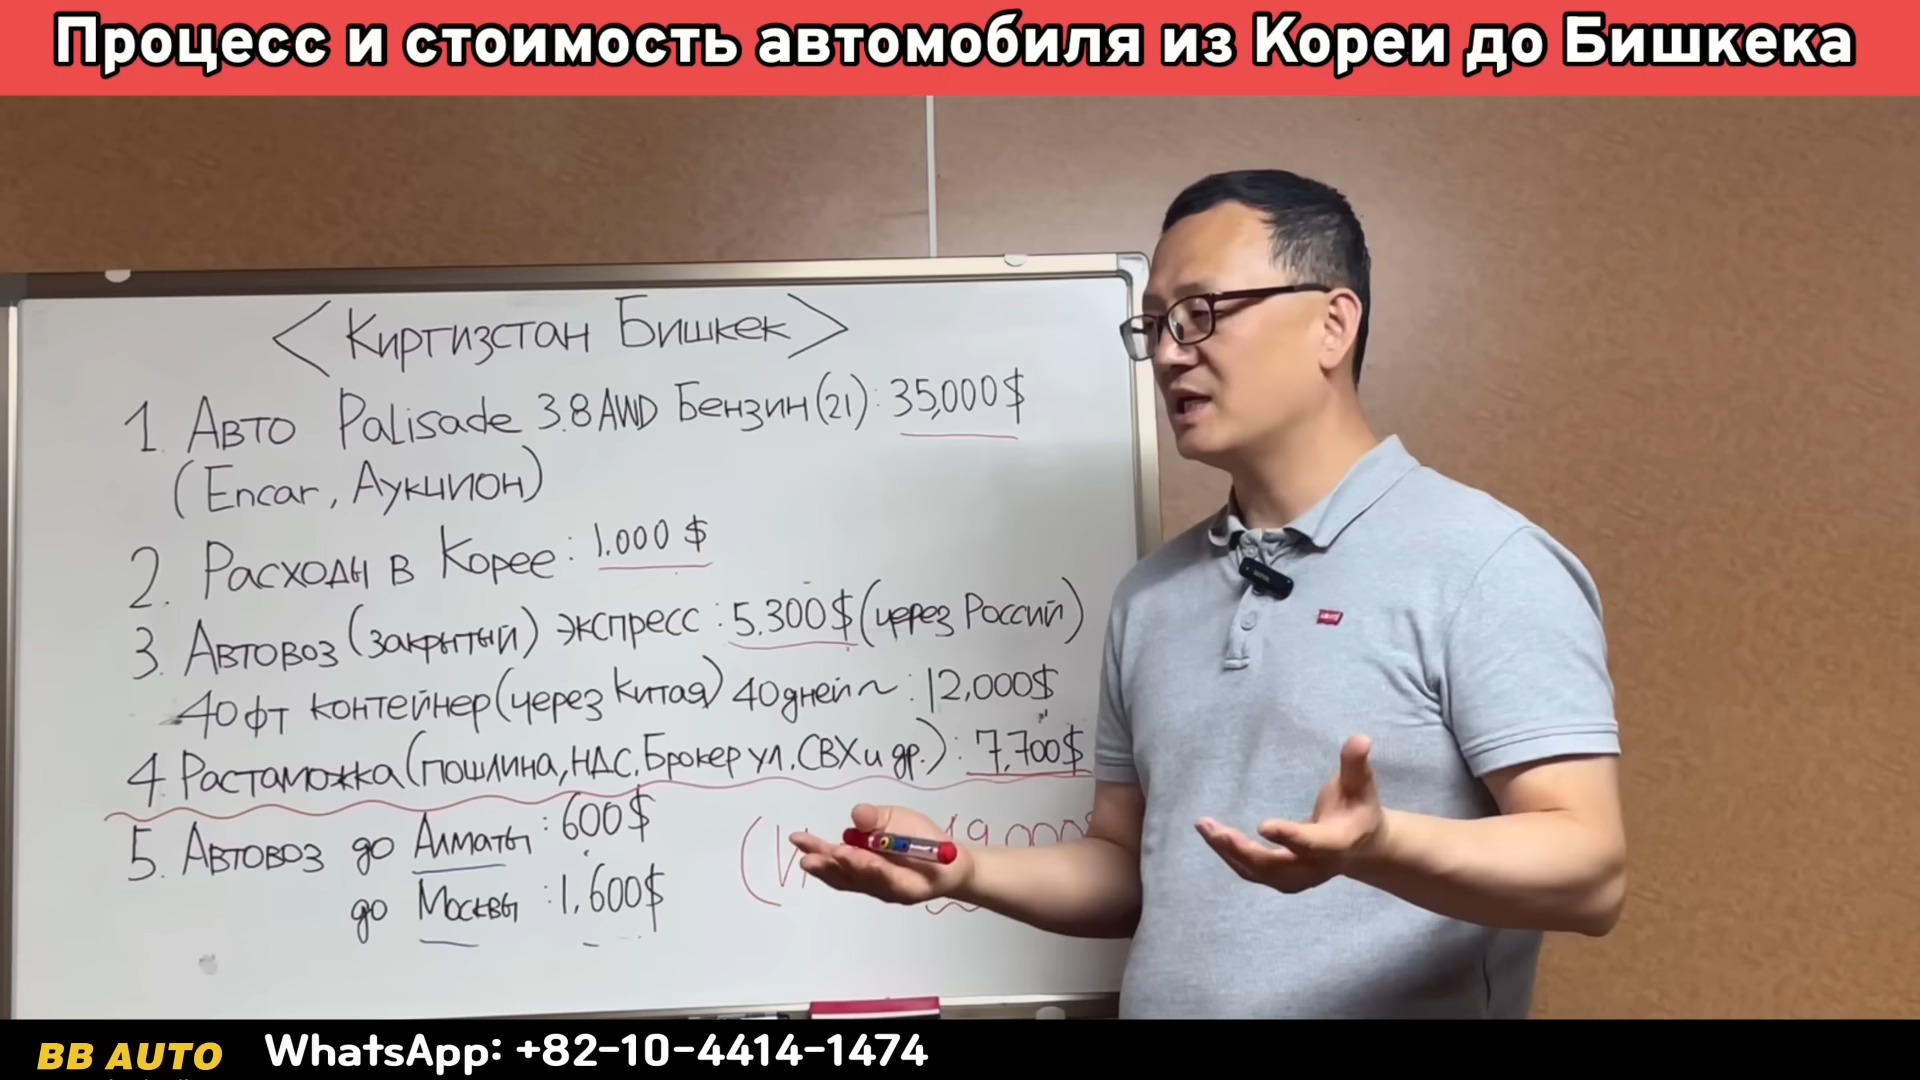 Процесс и стоимость автомобиля из Кореи до Бишкека
<Киргизстан Бишкек>
1. Авто Palisade 3.8 AWD Бензин(21): 35,000$
(Encar, Аукцион)
2. Расходы в Корее: 1.000$
3. Автовоз (закрытый) экспресс: 5.300$ (через Россий)
40фт контейнер(через Китая) 40дней~: 12,000$
4. Растаможка(пошлина,НДС,Брокер ул.СВХ и др.): 7,700$
5. Автовоз до Алматы: 600$
до Москвы: 1,600$
BB AUTO
WhatsApp: +82-10-4414-1474